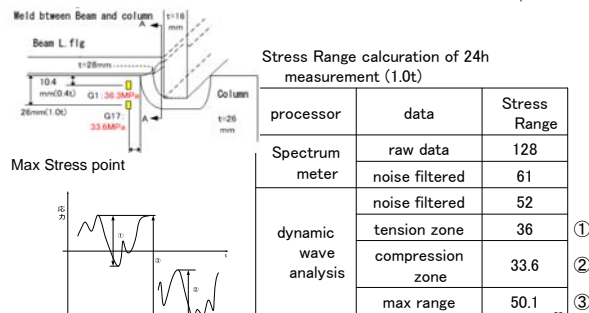 Weld btween Beam and column
t=16
mm
A
Beam L.flg
t=28mm
10.4
mm(0.4t)
G1:36.3MPa
Column
26mm(1.0t)
G17:
33.6MPa
A
t=26
mm
Max Stress point
応
力
①
③
②
t
Stress Range calcuration of 24h
measurement (1.0t)
processor
data
Stress
Range
Spectrum
meter
raw data
128
noise filtered
61
dynamic
wave
analysis
noise filtered
52
tension zone
36
①
compression
zone
33.6
②
max range
50.1
③